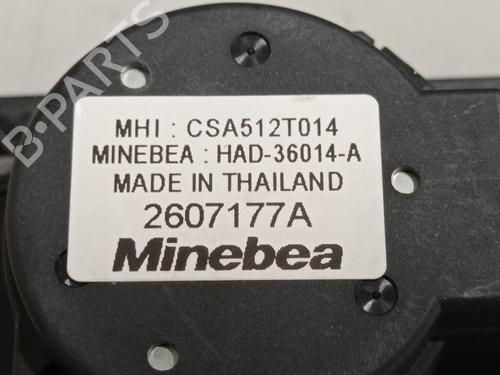 B-PARTS
MHI : CSA512T014
MINEBEA : HAD-36014-A
MADE IN THAILAND
2607177A
Minebea